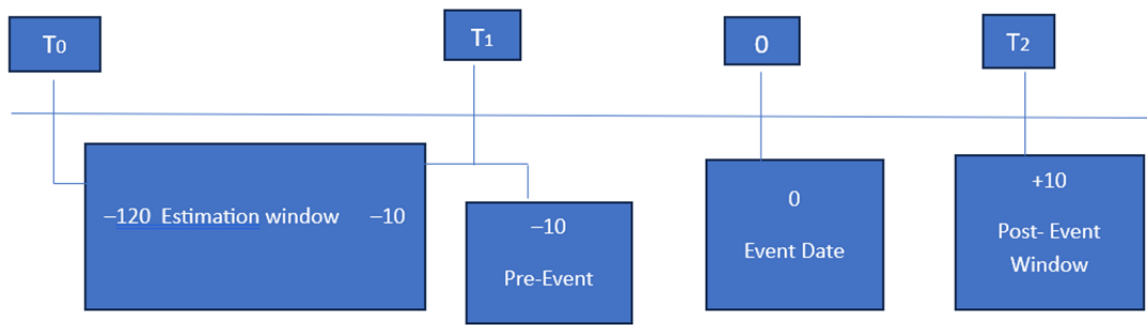 T0
T1
0
T2
–120 Estimation window –10
–10
Pre-Event
0
Event Date
+10
Post- Event
Window